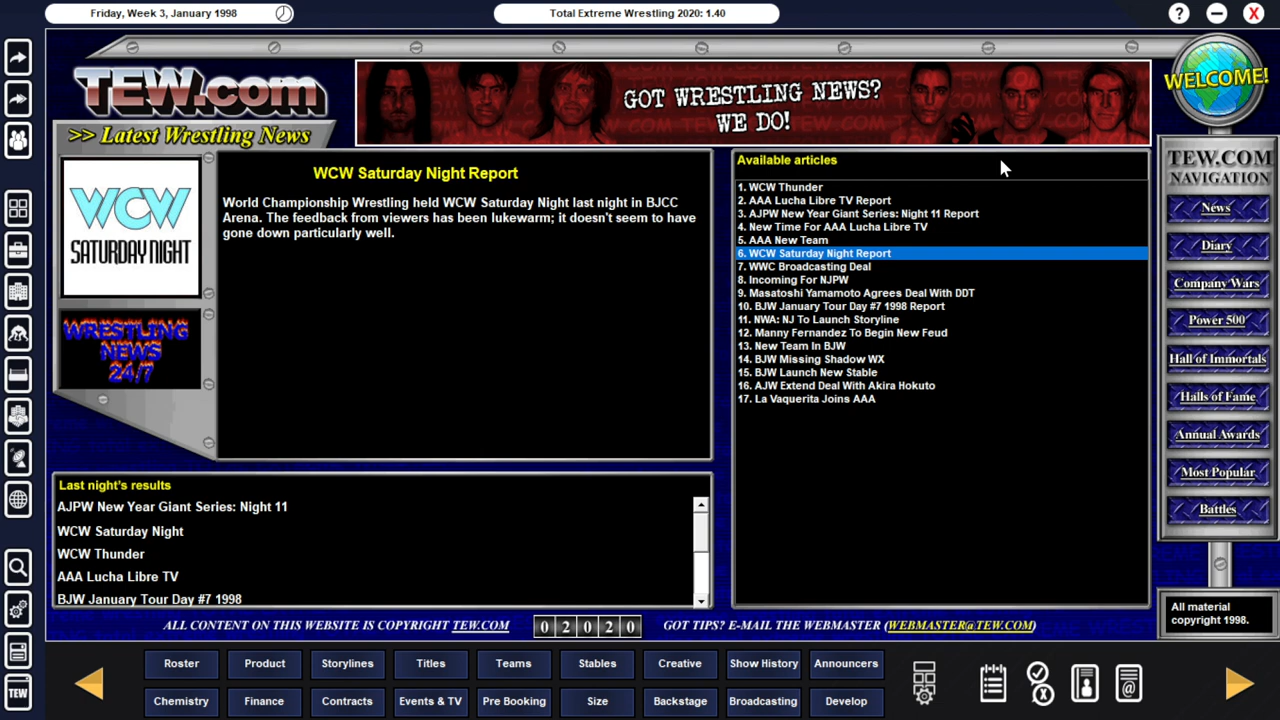 Friday, Week 3, January 1998
Total Extreme Wrestling 2020: 1.40
?
X
TEW.com
>> Latest Wrestling News
GOT WRESTLING NEWS?
WE DO!
WELCOME!
WCW
SATURDAY NIGHT
WRESTLING
NEWS
24/7
WCW Saturday Night Report
World Championship Wrestling held WCW Saturday Night last night in BJCC
Arena. The feedback from viewers has been lukewarm; it doesn't seem to have
gone down particularly well.
Available articles
1. WCW Thunder
2. AAA Lucha Libre TV Report
3. AJPW New Year Giant Series: Night 11 Report
4. New Time For AAA Lucha Libre TV
5. AAA New Team
6. WCW Saturday Night Report
7. WWC Broadcasting Deal
8. Incoming For NJPW
9. Masatoshi Yamamoto Agrees Deal With DDT
10. BJW January Tour Day #7 1998 Report
11. NWA: NJ To Launch Storyline
12. Manny Fernandez To Begin New Feud
13. New Team In BJW
14. BJW Missing Shadow WX
15. BJW Launch New Stable
16. AJW Extend Deal With Akira Hokuto
17. La Vaquerita Joins AAA
TEW.COM
NAVIGATION
News
Diary
Company Wars
Power 500
Hall of Immortals
Halls of Fame
Annual Awards
Most Popular
Battles
Last night's results
AJPW New Year Giant Series: Night 11
WCW Saturday Night
WCW Thunder
AAA Lucha Libre TV
BJW January Tour Day #7 1998
All material
copyright 1998.
ALL CONTENT ON THIS WEBSITE IS COPYRIGHT TEW.COM
0 2 0 2 0
GOT TIPS? E-MAIL THE WEBMASTER (WEBMASTER@TEW.COM)
Roster
Product
Storylines
Titles
Teams
Stables
Creative
Show History
Announcers
Chemistry
Finance
Contracts
Events & TV
Pre Booking
Size
Backstage
Broadcasting
Develop
TEW